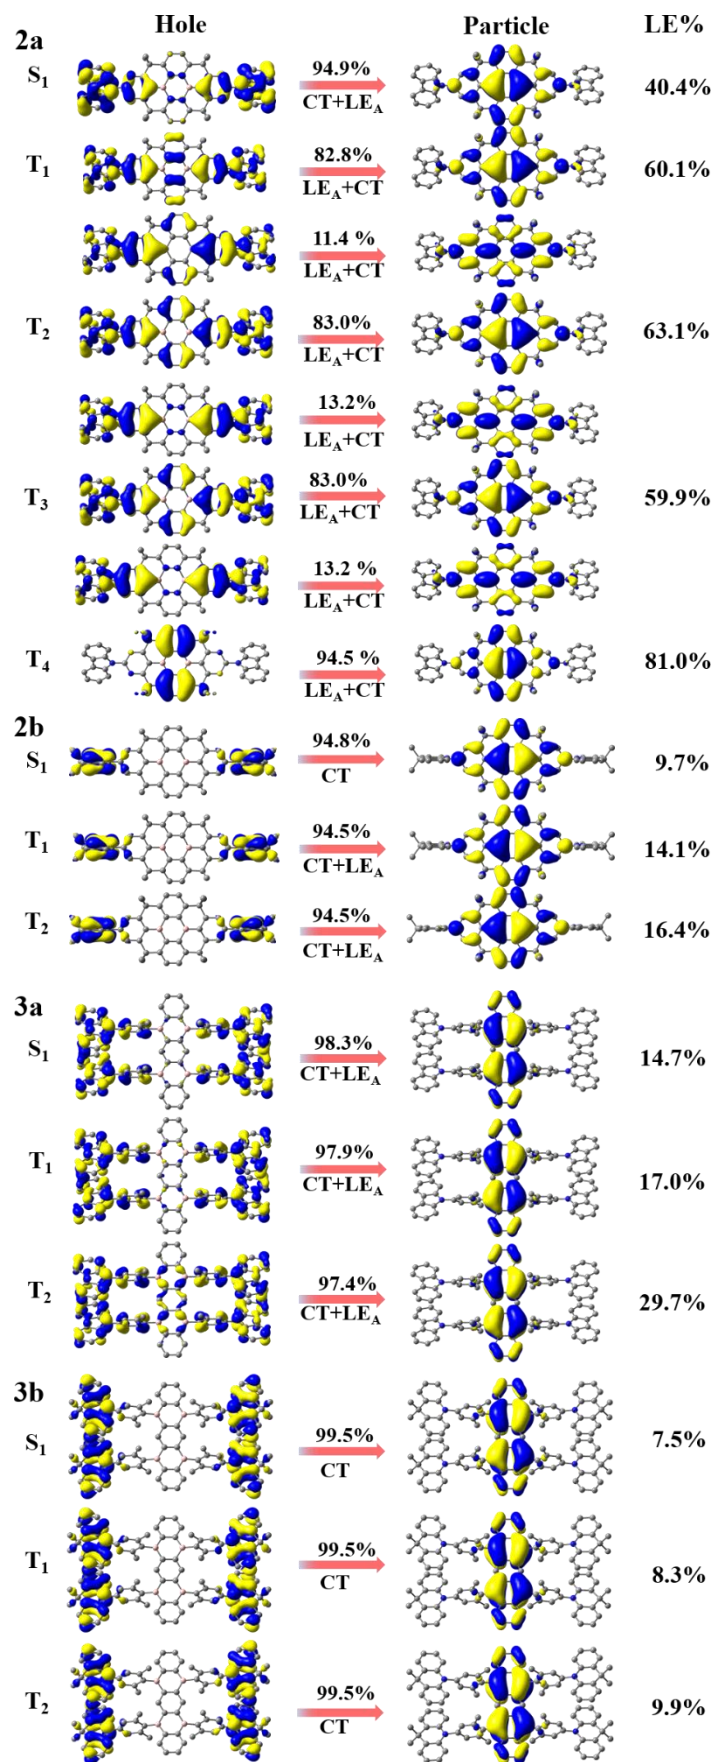 Hole Particle LE%
2a
S1 94.9% 40.4%
CT+LEA
T1 82.8% 60.1%
LEA+CT
11.4 %
LEA+CT
T2 83.0% 63.1%
LEA+CT
13.2%
LEA+CT
T3 83.0% 59.9%
LEA+CT
13.2 %
LEA+CT
T4 94.5 % 81.0%
LEA+CT
2b
S1 94.8% 9.7%
CT
T1 94.5% 14.1%
CT+LEA
T2 94.5% 16.4%
CT+LEA
3a
S1 98.3% 14.7%
CT+LEA
T1 97.9% 17.0%
CT+LEA
T2 97.4% 29.7%
CT+LEA
3b
S1 99.5% 7.5%
CT
T1 99.5% 8.3%
CT
T2 99.5% 9.9%
CT